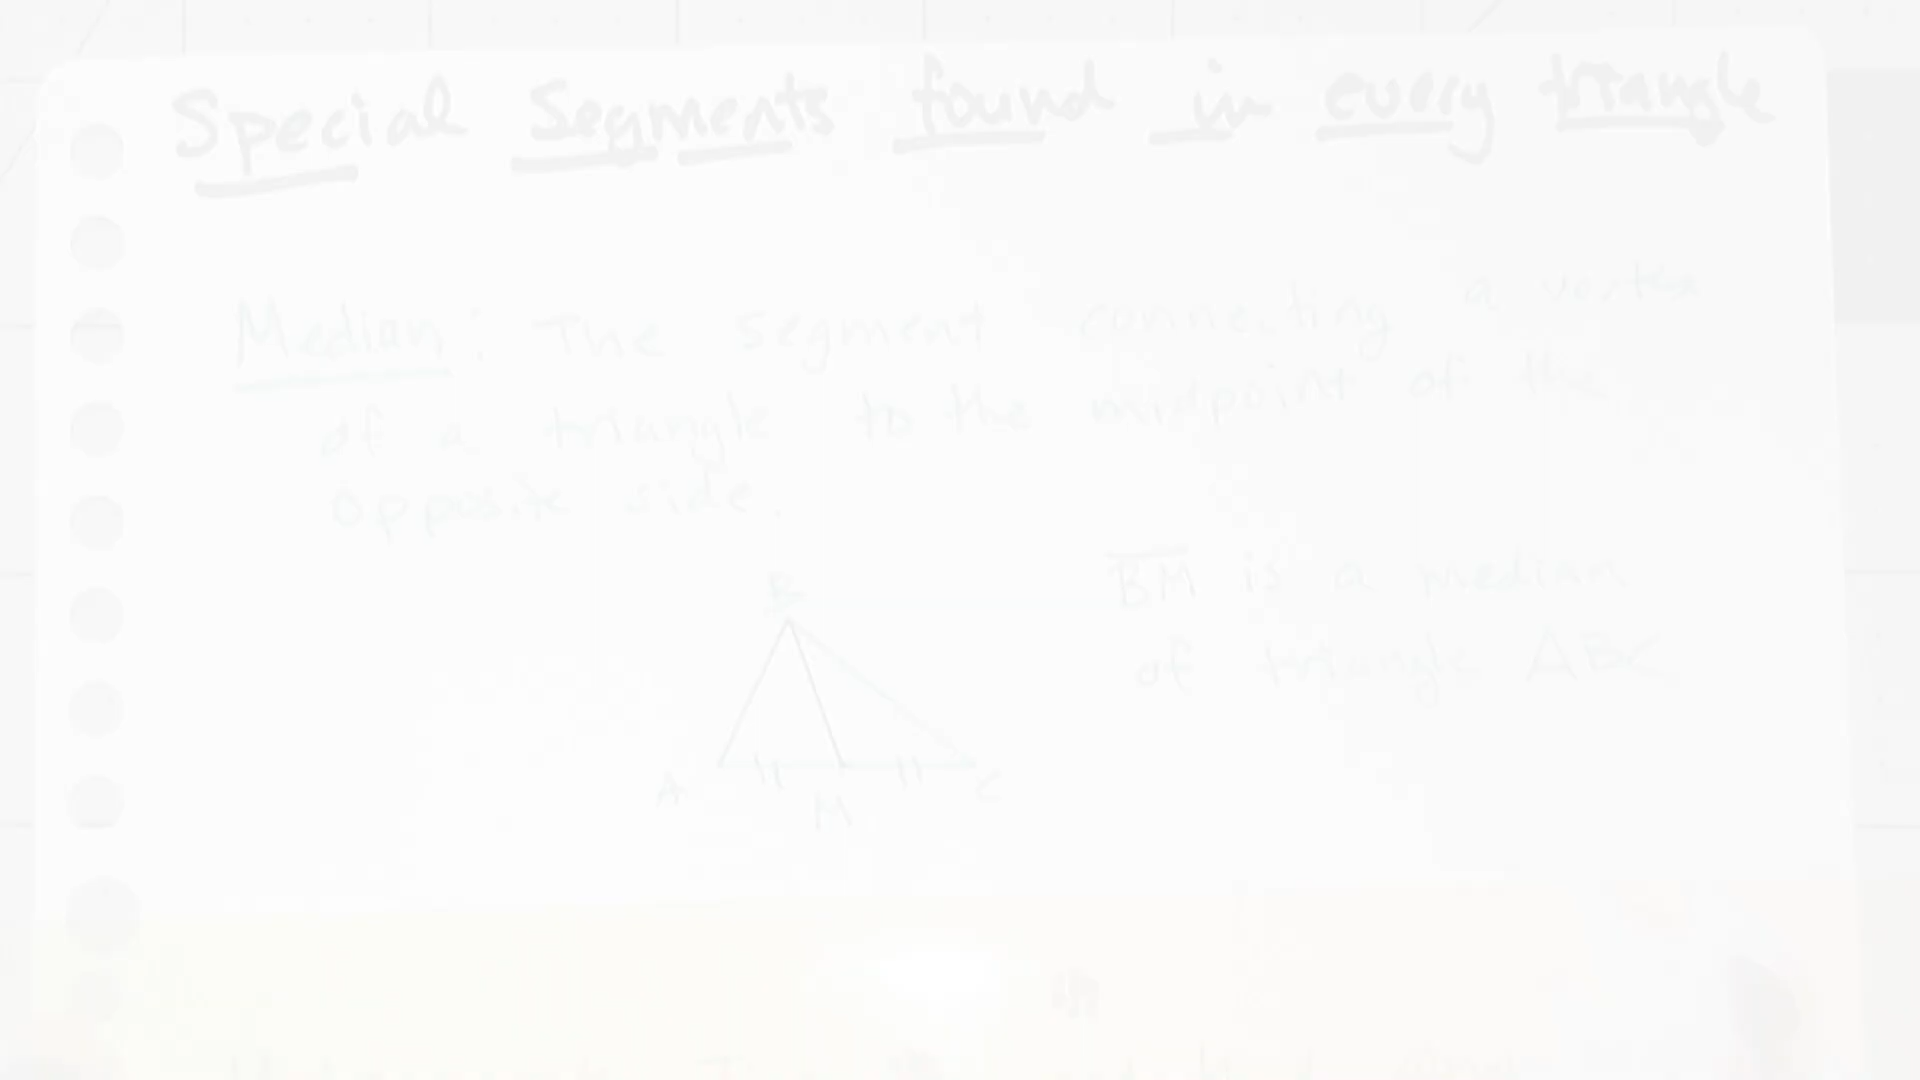 Special Segments found in every triangle
Median: The segment connecting a vertex
of a triangle to the midpoint of the
opposite side.
B
BM is a median
of triangle ABC
A
M
C